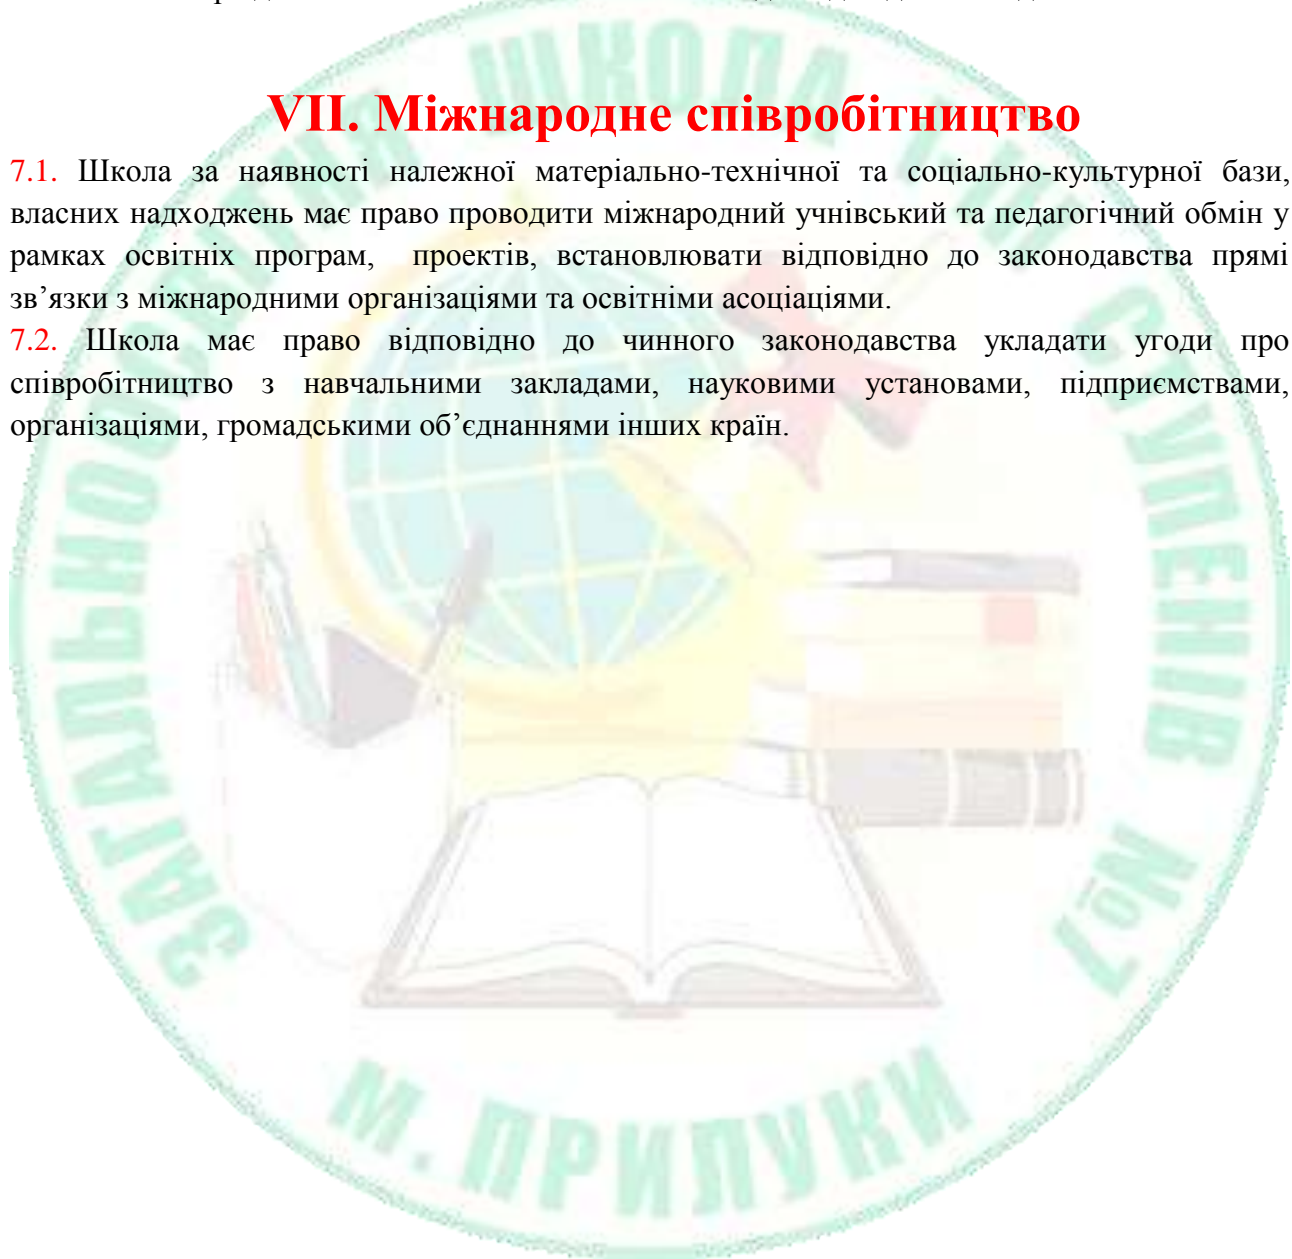 VII. Міжнародне співробітництво
7.1. Школа за наявності належної матеріально-технічної та соціально-культурної бази,
власних надходжень має право проводити міжнародний учнівський та педагогічний обмін у
рамках освітніх програм, проектів, встановлювати відповідно до законодавства прямі
зв’язки з міжнародними організаціями та освітніми асоціаціями.
7.2. Школа має право відповідно до чинного законодавства укладати угоди про
співробітництво з навчальними закладами, науковими установами, підприємствами,
організаціями, громадськими об’єднаннями інших країн.
ЗАГАЛЬНООСВІТНЯ ШКОЛА І-ІІІ СТУПЕНІВ №7
М. ПРИЛУКИ